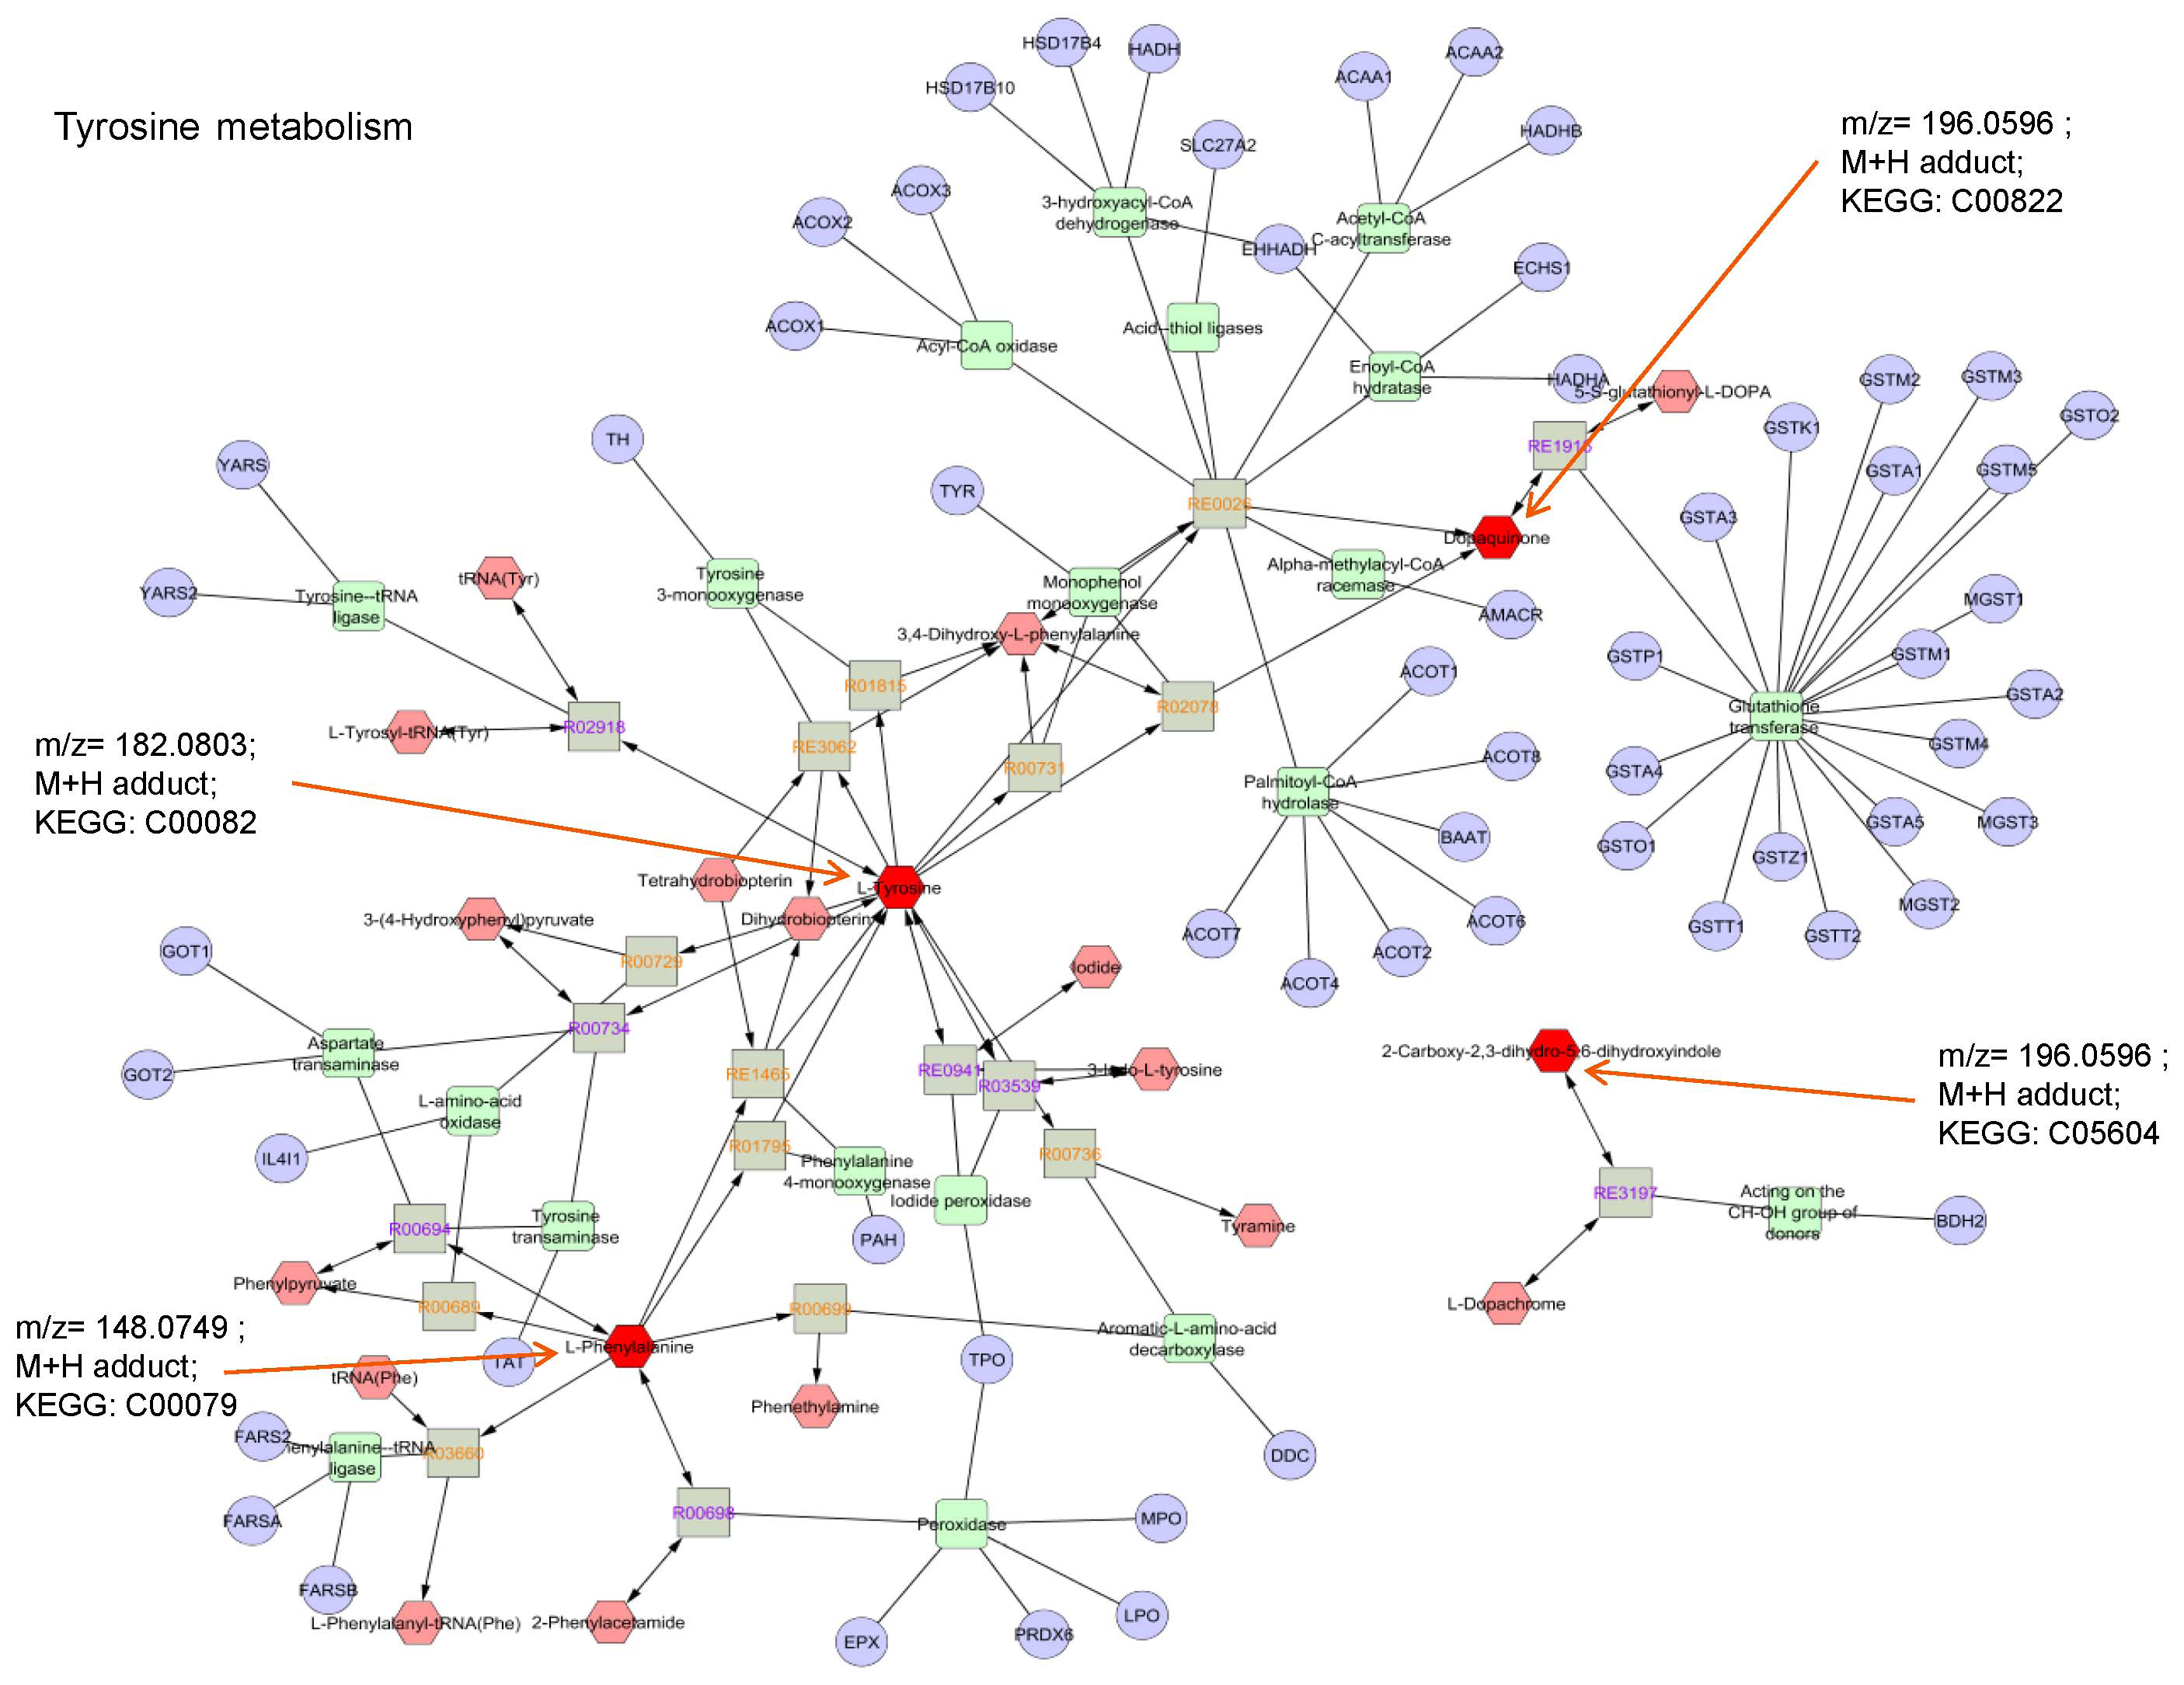 HSD17B4
HADH
ACAA2
ACAA1
HSD17B10
Tyrosine metabolism
m/z= 196.0596 ;
M+H adduct;
KEGG: C00822
HADHB
SLC27A2
ACOX3
3-hydroxyacyl-CoA
dehydrogenase
ACOX2
Acetyl-CoA
C-acyltransferase
EHHADH
ECHS1
ACOX1
Acid--thiol ligases
Acyl-CoA oxidase
Enoyl-CoA
hydratase
HADHA
5-S-glutathionyl-L-DOPA
GSTM2
GSTM3
GSTO2
GSTK1
TH
RE1916
YARS
GSTA1
GSTM5
TYR
RE0026
GSTA3
Dopaquinone
Alpha-methylacyl-CoA
racemase
tRNA(Tyr)
Tyrosine
3-monooxygenase
Monophenol
monooxygenase
YARS2
Tyrosine--tRNA
ligase
MGST1
AMACR
3,4-Dihydroxy-L-phenylalanine
GSTP1
GSTM1
ACOT1
R01815
GSTA2
R02078
Glutathione
transferase
R02918
L-Tyrosyl-tRNA(Tyr)
m/z= 182.0803;
M+H adduct;
KEGG: C00082
RE3062
GSTM4
ACOT8
R00731
GSTA4
Palmitoyl-CoA
hydrolase
GSTA5
MGST3
BAAT
GSTO1
GSTZ1
Tetrahydrobiopterin
L-Tyrosine
MGST2
3-(4-Hydroxyphenyl)pyruvate
Dihydrobiopterin
ACOT6
GSTT1
ACOT7
GSTT2
GOT1
ACOT2
R00729
Iodide
ACOT4
R00734
Aspartate
transaminase
2-Carboxy-2,3-dihydro-5,6-dihydroxyindole
m/z= 196.0596 ;
M+H adduct;
KEGG: C05604
GOT2
RE1465
RE0941
R03539
3-Iodo-L-tyrosine
L-amino-acid
oxidase
R01795
R00736
IL4I1
Phenylalanine
4-monooxygenase
Iodide peroxidase
RE3197
Acting on the
CH-OH group of
donors
BDH2
R00694
Tyrosine
transaminase
Tyramine
PAH
Phenylpyruvate
R00689
R00699
L-Dopachrome
m/z= 148.0749 ;
M+H adduct;
KEGG: C00079
L-Phenylalanine
Aromatic-L-amino-acid
decarboxylase
TAT
TPO
tRNA(Phe)
Phenethylamine
FARS2
henylalanine--tRNA
ligase
R03660
DDC
R00698
FARSA
Peroxidase
MPO
FARSB
L-Phenylalanyl-tRNA(Phe)
2-Phenylacetamide
LPO
PRDX6
EPX